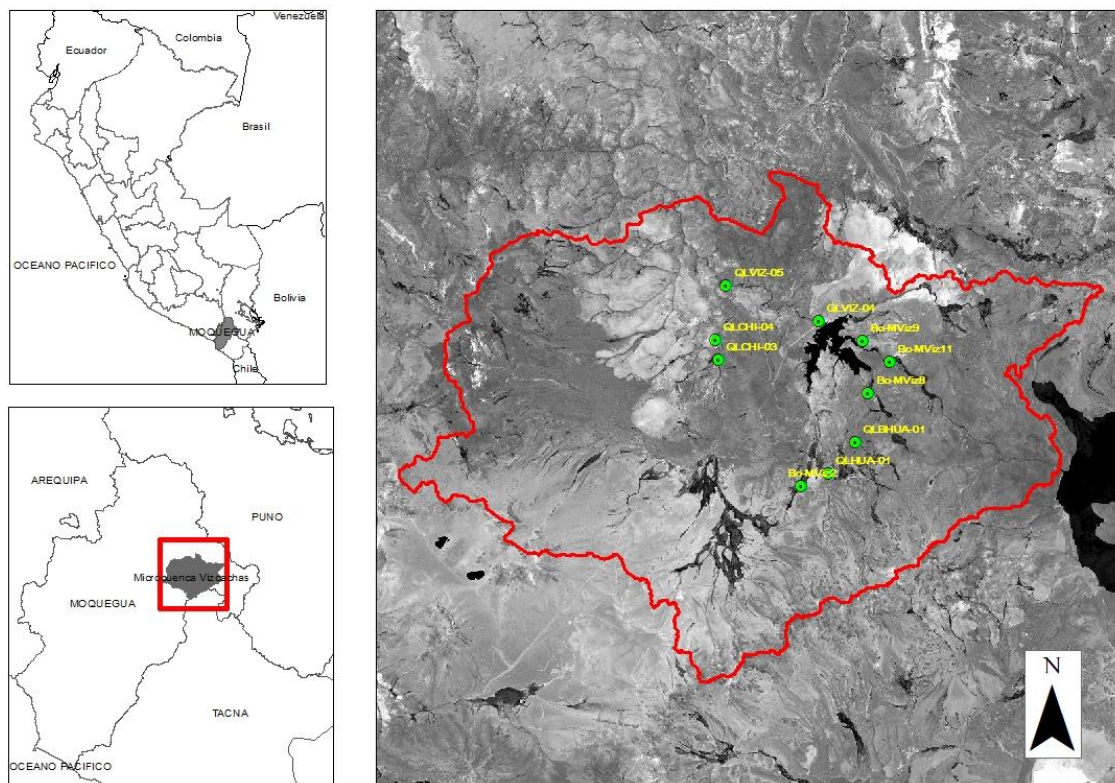 Venezuela
Colombia
Ecuador
Brasil
OCEANO PACIFICO
Bolivia
MOQUEGUA
Chile
AREQUIPA
PUNO
Microcuenca Vizcachas
MOQUEGUA
TACNA
OCEANO PACIFICO
QLVIZ-05
QLVIZ-04
QLCHI-04
Bo-MViz9
QLCHI-03
Bo-MViz11
Bo-MViz8
QLBHUA-01
QLHUA-01
Bo-MViz2
N